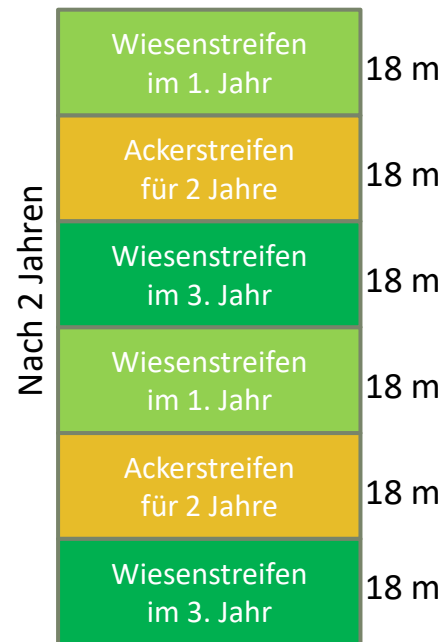 Nach 2 Jahren
Wiesenstreifen
im 1. Jahr
18 m
Ackerstreifen
für 2 Jahre
18 m
Wiesenstreifen
im 3. Jahr
18 m
Wiesenstreifen
im 1. Jahr
18 m
Ackerstreifen
für 2 Jahre
18 m
Wiesenstreifen
im 3. Jahr
18 m